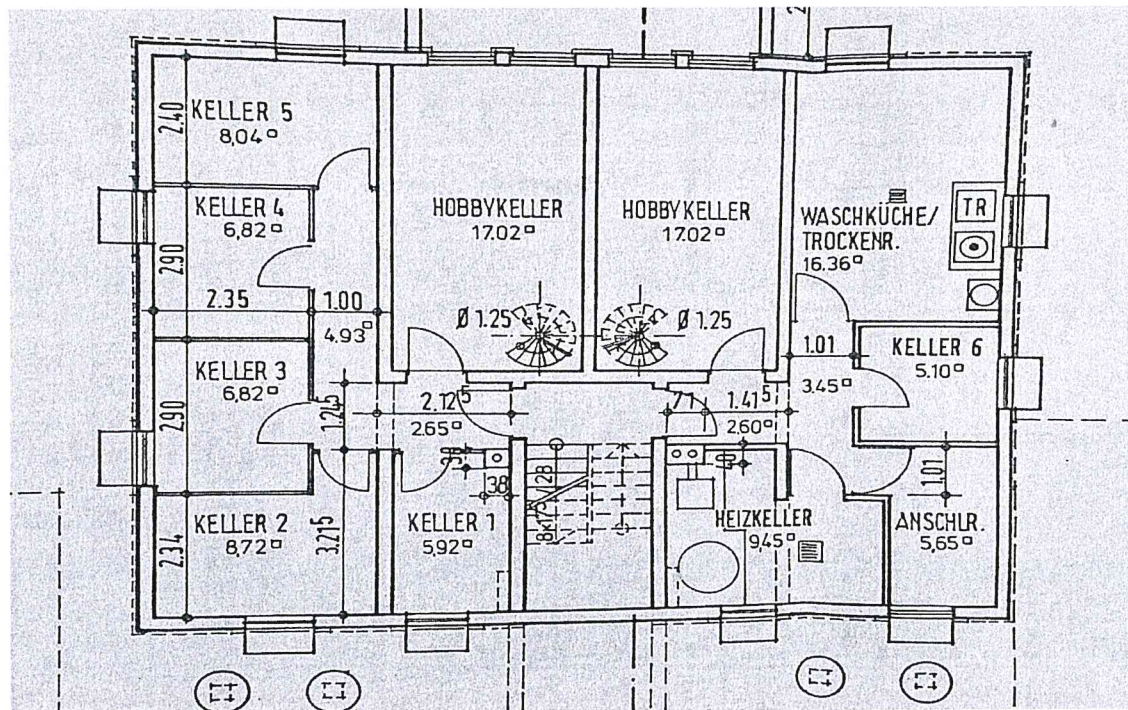 2
KELLER 5
8,04
2.40
KELLER 4
6,82
2.90
2.35
1.00
4.93
KELLER 3
6,82
2.90
1.24⁵
KELLER 2
8,72
2.34
3.21⁵
HOBBYKELLER
17.02
Ø 1.25
HOBBYKELLER
17.02
Ø 1.25
WASCHKÜCHE/
TROCKENR.
16.36
TR
1.01
3.45
KELLER 6
5.10
2.12⁵
2.65
71
1.41⁵
2.60
38
KELLER 1
5,92
HEIZKELLER
9,45
1.01
ANSCHLR.
5,65